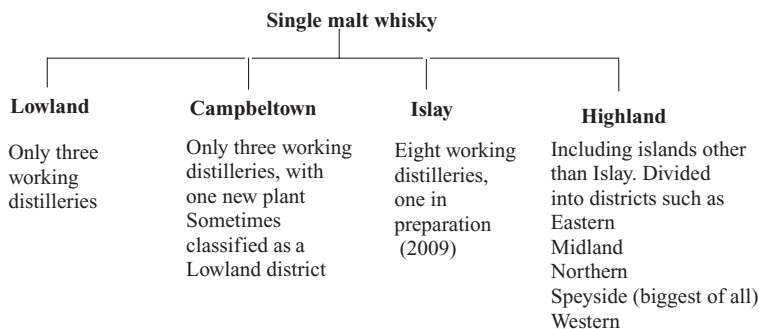 Single malt whisky
Lowland
Only three
working
distilleries
Campbeltown
Only three working
distilleries, with
one new plant
Sometimes
classified as a
Lowland district
Islay
Eight working
distilleries,
one in
preparation
(2009)
Highland
Including islands other
than Islay. Divided
into districts such as
Eastern
Midland
Northern
Speyside (biggest of all)
Western